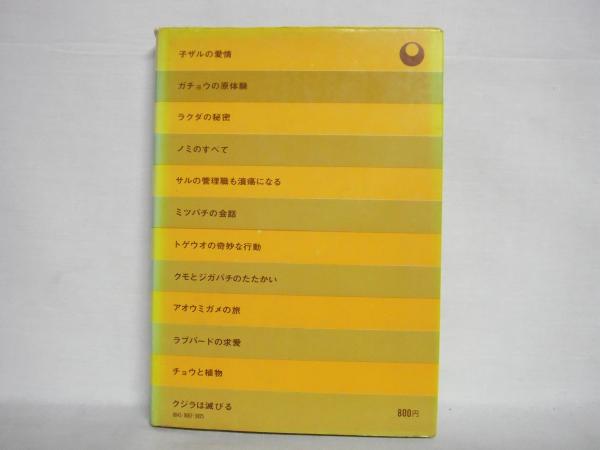 子ザルの愛情
ガチョウの原体験
ラクダの秘密
ノミのすべて
サルの管理職も潰瘍になる
ミツバチの会話
トゲウオの奇妙な行動
クモとジガバチのたたかい
アオウミガメの旅
ラブバードの求愛
チョウと植物
クジラは滅びる
800円